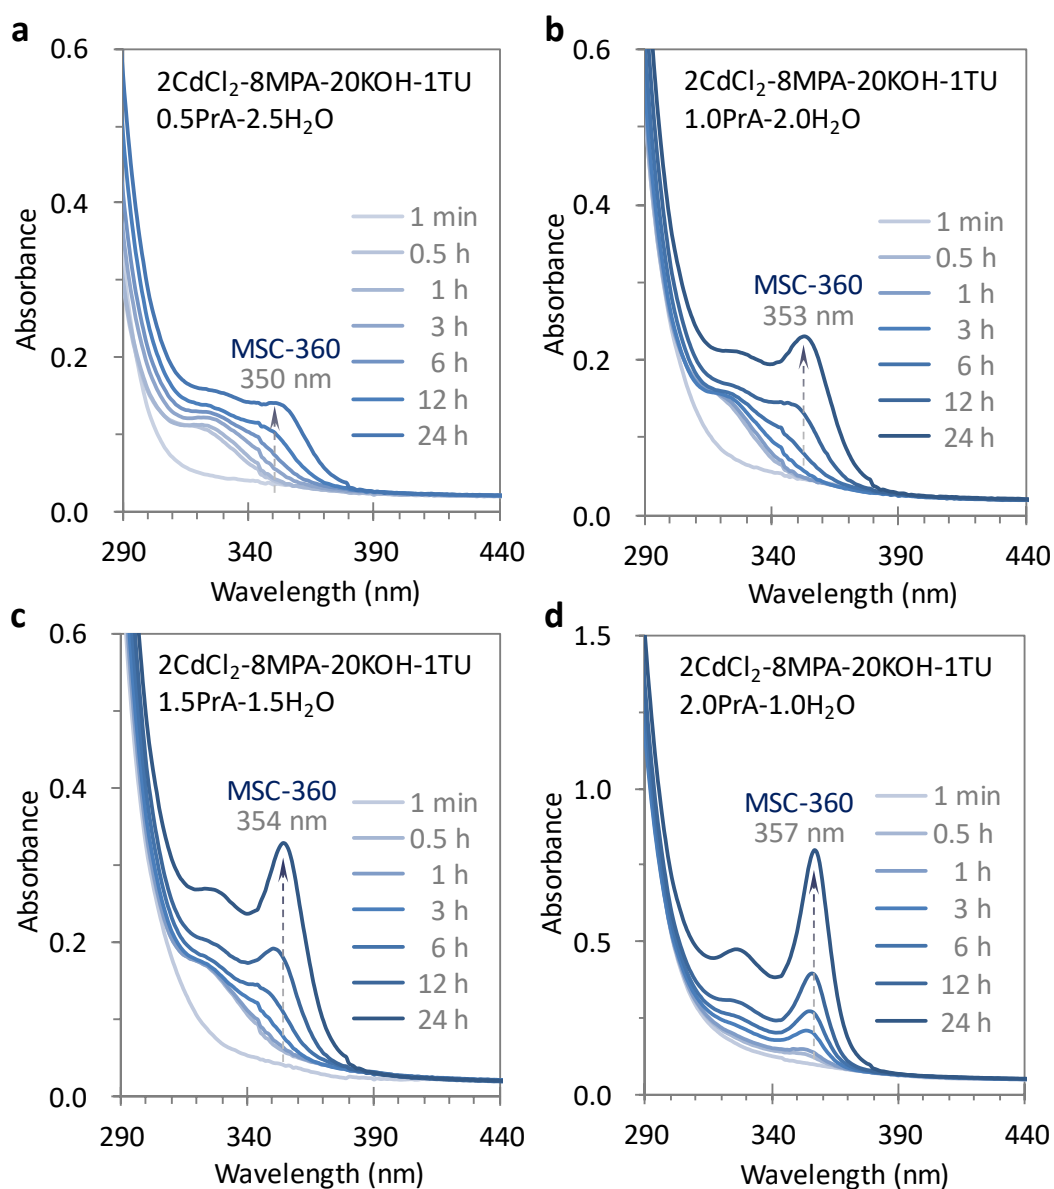 a
0.6
0.4
0.2
0.0
Absorbance
2CdCl₂-8MPA-20KOH-1TU
0.5PrA-2.5H₂O
MSC-360
350 nm
1 min
0.5 h
1 h
3 h
6 h
12 h
24 h
290
340
390
440
Wavelength (nm)
b
0.6
0.4
0.2
0.0
Absorbance
2CdCl₂-8MPA-20KOH-1TU
1.0PrA-2.0H₂O
MSC-360
353 nm
1 min
0.5 h
1 h
3 h
6 h
12 h
24 h
290
340
390
440
Wavelength (nm)
c
0.6
0.4
0.2
0.0
Absorbance
2CdCl₂-8MPA-20KOH-1TU
1.5PrA-1.5H₂O
MSC-360
354 nm
1 min
0.5 h
1 h
3 h
6 h
12 h
24 h
290
340
390
440
Wavelength (nm)
d
1.5
1.0
0.5
0.0
Absorbance
2CdCl₂-8MPA-20KOH-1TU
2.0PrA-1.0H₂O
MSC-360
357 nm
1 min
0.5 h
1 h
3 h
6 h
12 h
24 h
290
340
390
440
Wavelength (nm)